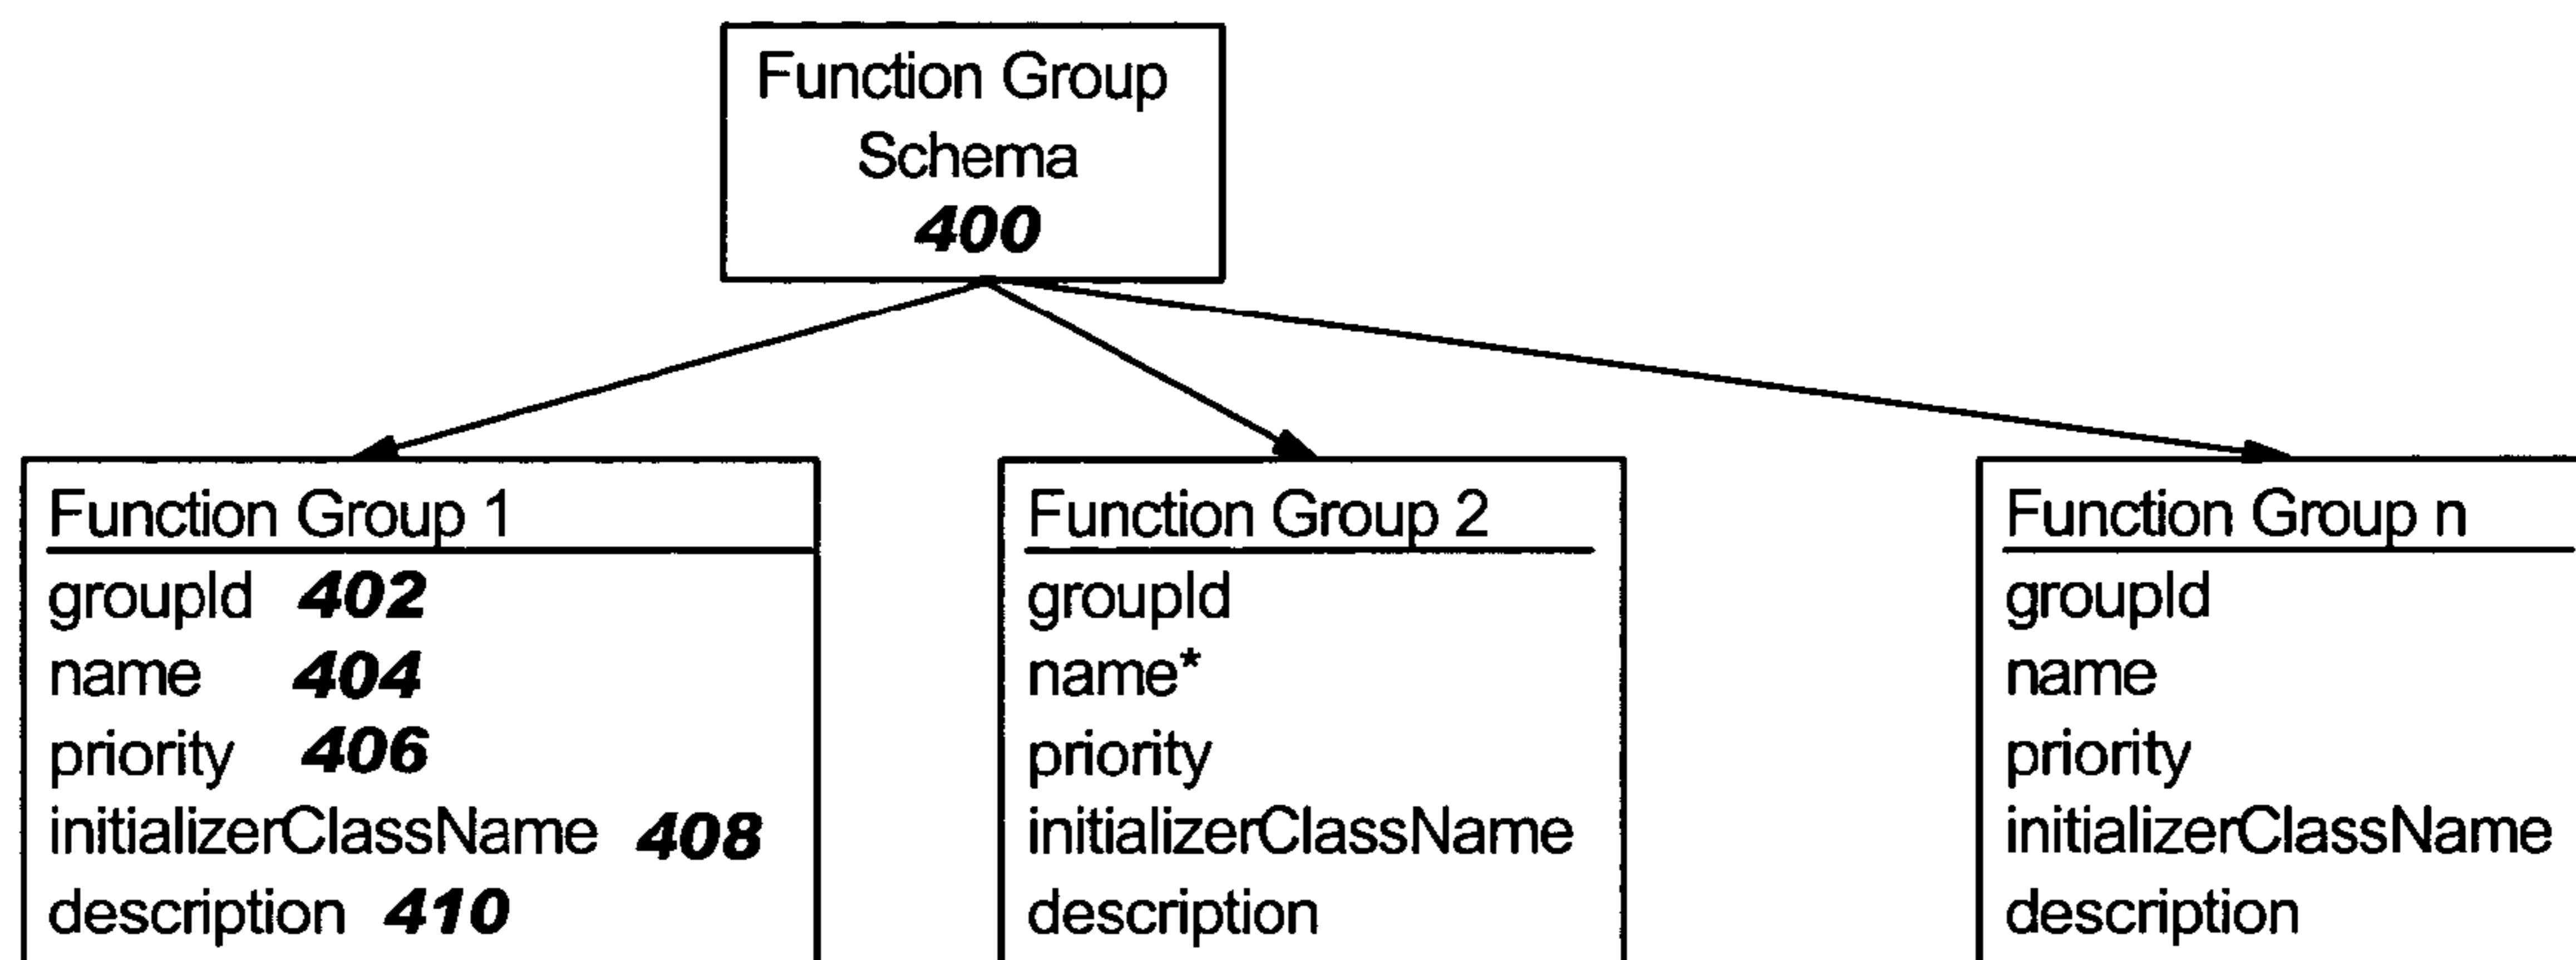 Function Group
Schema
400
Function Group 1
groupId 402
name 404
priority 406
initializerClassName 408
description 410
Function Group 2
groupId
name*
priority
initializerClassName
description
Function Group n
groupId
name
priority
initializerClassName
description